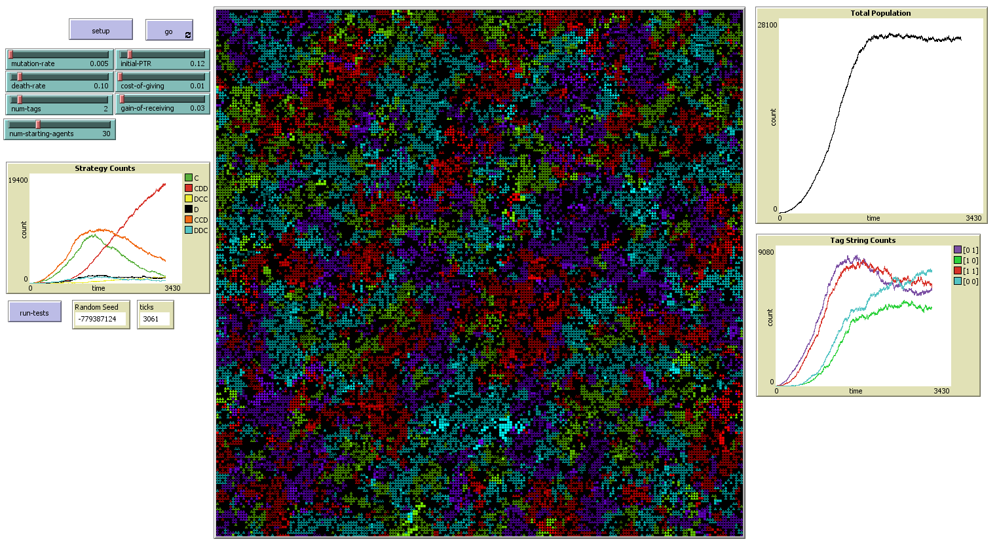 setup
go
mutation-rate 0.005
initial-PTR 0.12
death-rate 0.10
cost-of-giving 0.01
num-tags 2
gain-of-receiving 0.03
num-starting-agents 30
Strategy Counts
19400
count
0
0
time
3430
C
CDD
DCC
D
CCD
DDC
run-tests
Random Seed
-779387124
ticks
3061
Total Population
28100
count
0
0
time
3430
Tag String Counts
9080
count
0
0
time
3430
[0 1]
[1 0]
[1 1]
[0 0]